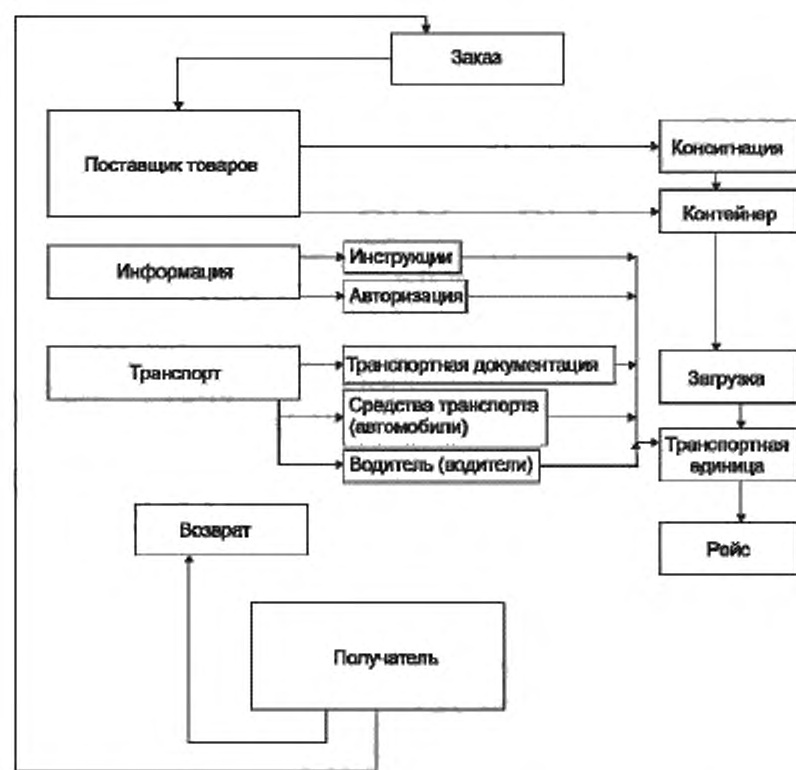 Заказ
Поставщик товаров
Консигнация
Контейнер
Информация
Инструкции
Авторизация
Транспорт
Транспортная документация
Загрузка
Средства транспорта
(автомобили)
Водитель (водители)
Транспортная
единица
Возврат
Рейс
Получатель